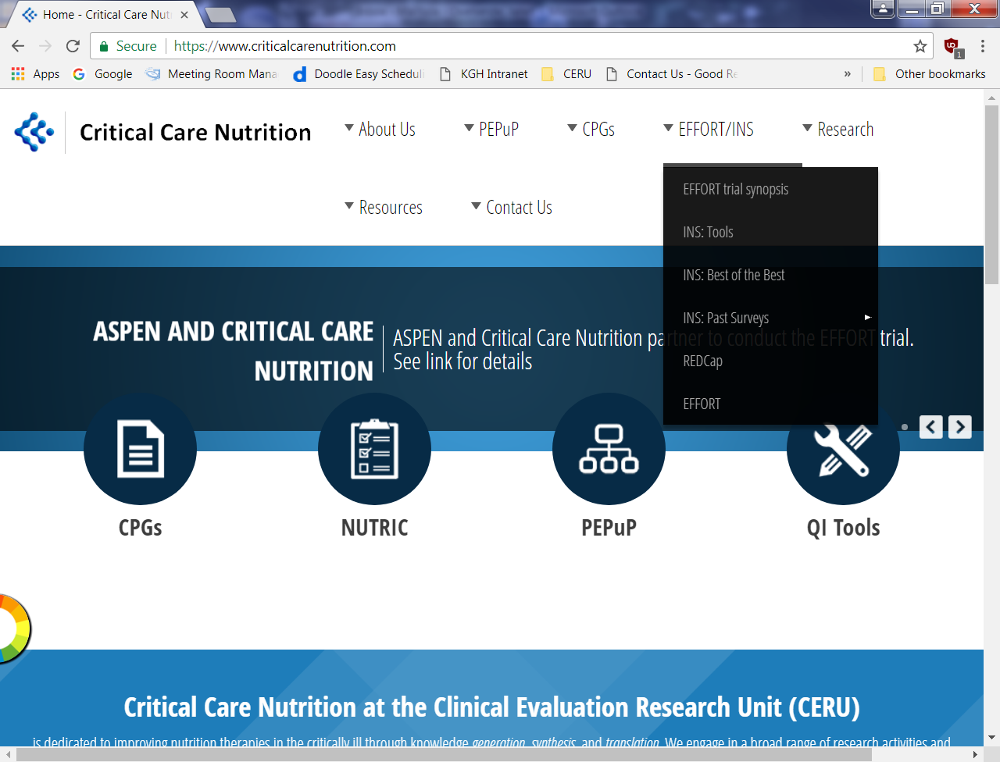 Home - Critical Care Nut
Secure
https://www.criticalcarenutrition.com
1
Apps
Google
Meeting Room Mana
Doodle Easy Scheduli
KGH Intranet
CERU
Contact Us - Good Re
»
Other bookmarks
Critical Care Nutrition
About Us
PEPuP
CPGs
EFFORT/INS
Research
Resources
Contact Us
EFFORT trial synopsis
INS: Tools
INS: Best of the Best
INS: Past Surveys
REDCap
EFFORT
ASPEN AND CRITICAL CARE
NUTRITION
ASPEN and Critical Care Nutrition partner to conduct the EFFORT trial.
See link for details
CPGs
NUTRIC
PEPuP
QI Tools
Critical Care Nutrition at the Clinical Evaluation Research Unit (CERU)
is dedicated to improving nutrition therapies in the critically ill through knowledge generation, synthesis, and translation. We engage in a broad range of research activities and